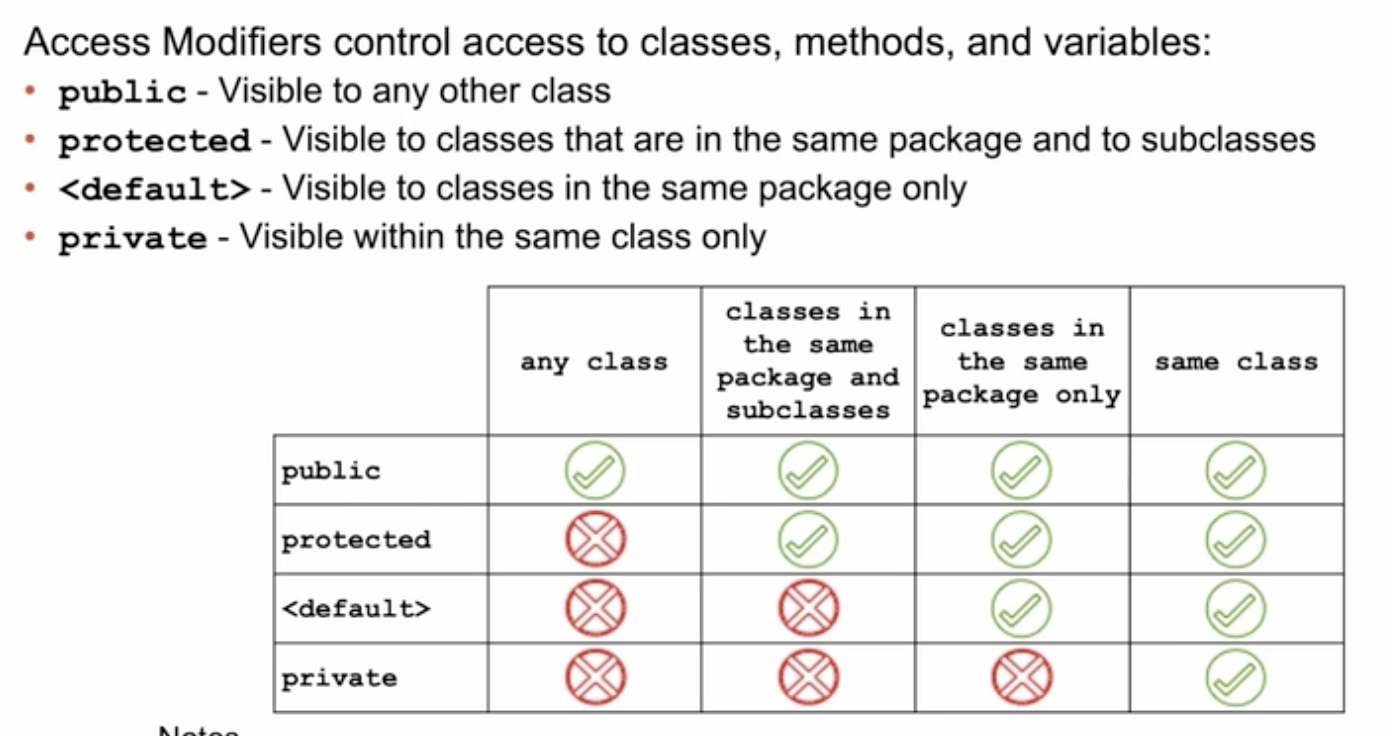 Access Modifiers control access to classes, methods, and variables:
• public - Visible to any other class
• protected - Visible to classes that are in the same package and to subclasses
• <default> - Visible to classes in the same package only
• private - Visible within the same class only
any class
classes in
the same
package and
subclasses
classes in
the same
package only
same class
public
protected
<default>
private
Notes